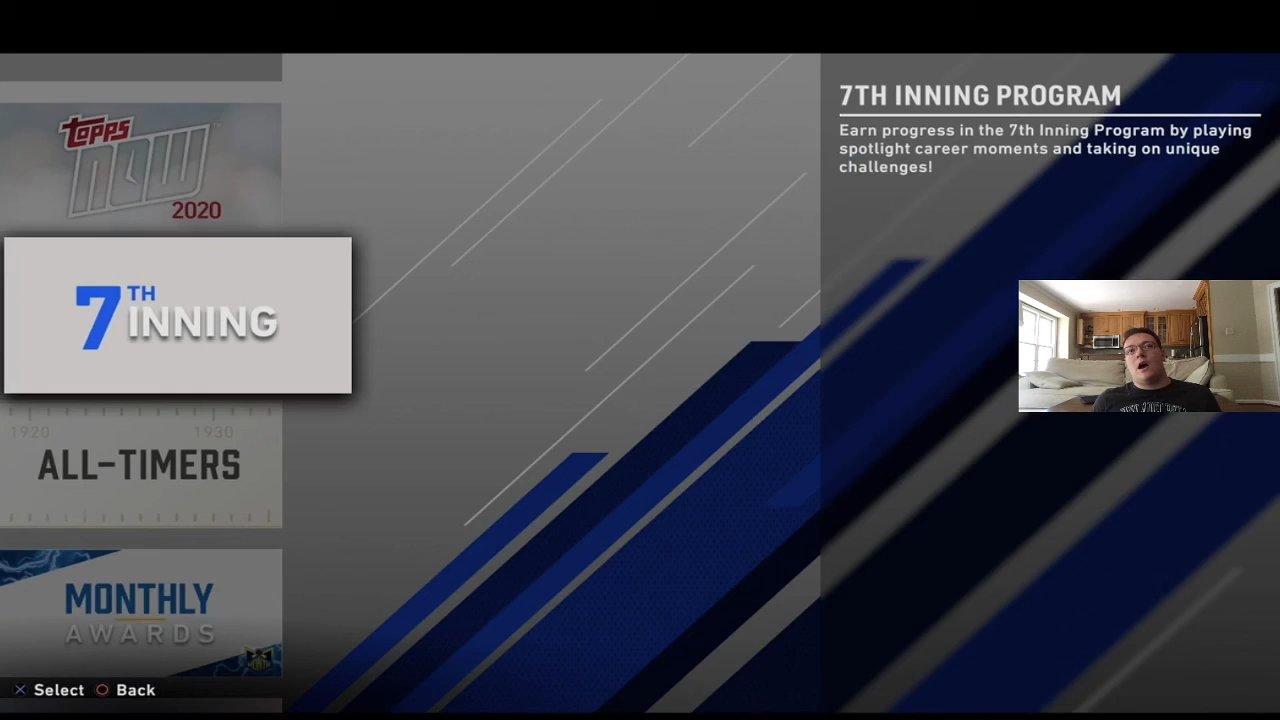 topps
NOW
2020
7TH INNING
1920 1930
ALL-TIMERS
MONTHLY
AWARDS
Select Back
7TH INNING PROGRAM
Earn progress in the 7th Inning Program by playing
spotlight career moments and taking on unique
challenges!